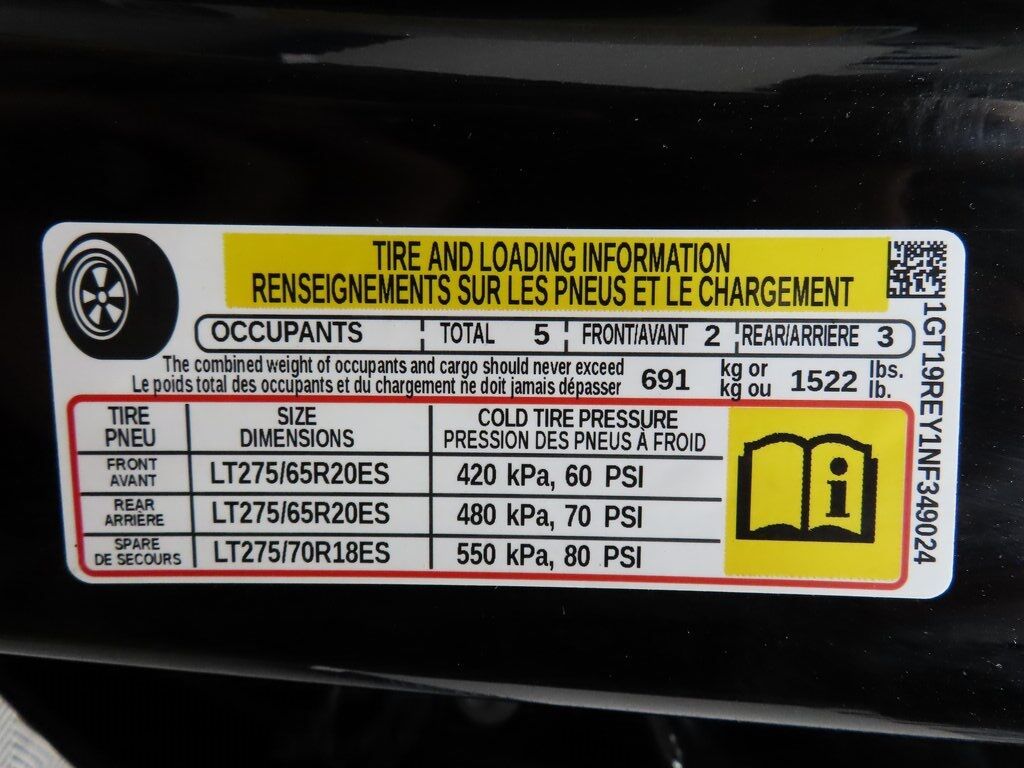 TIRE AND LOADING INFORMATION
RENSEIGNEMENTS SUR LES PNEUS ET LE CHARGEMENT
OCCUPANTS TOTAL 5 FRONT/AVANT 2 REAR/ARRIÈRE 3
The combined weight of occupants and cargo should never exceed 691 kg or 1522 lbs.
Le poids total des occupants et du chargement ne doit jamais dépasser kg ou lb.
TIRE SIZE COLD TIRE PRESSURE
PNEU DIMENSIONS PRESSION DES PNEUS À FROID
FRONT
AVANT LT275/65R20ES 420 kPa, 60 PSI
REAR
ARRIÈRE LT275/65R20ES 480 kPa, 70 PSI
SPARE
DE SECOURS LT275/70R18ES 550 kPa, 80 PSI
i
1GT19REY1NF349024